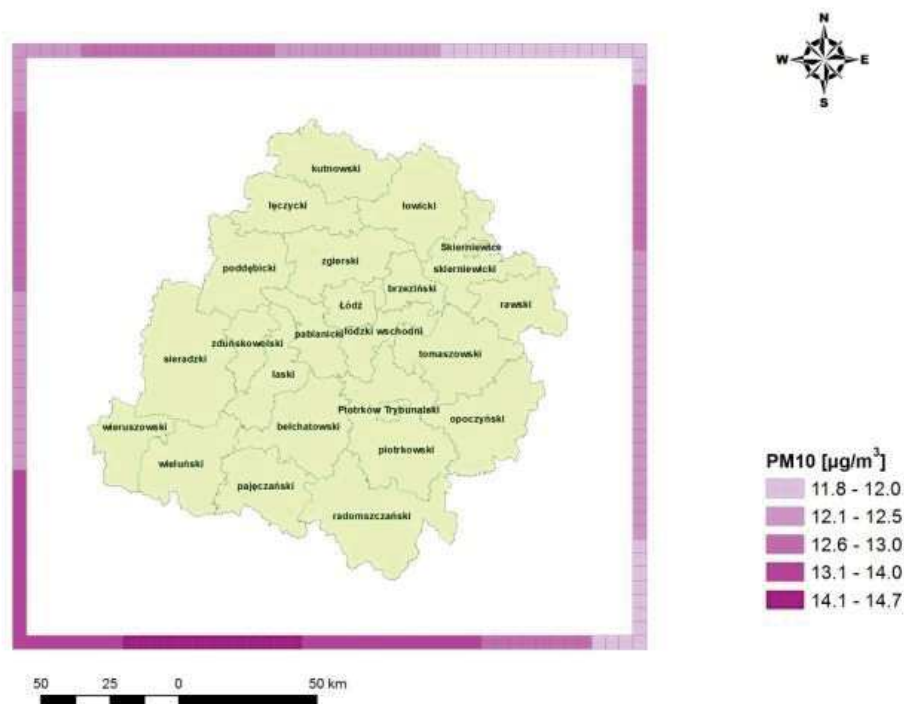 N
W E
S
kutnowski
łęczycki
łowicki
Skierniewice
skierniewicki
poddębicki
zgierski
brzeziński
rawski
Łódź
pabianicki
łódzki wschodni
zduńskowolski
sieradzki
tomaszowski
łaski
Piotrków Trybunalski
opoczyński
wieruszowski
bełchatowski
piotrkowski
wieluński
pajęczański
radomszczański
PM10 [µg/m³]
11.8 - 12.0
12.1 - 12.5
12.6 - 13.0
13.1 - 14.0
14.1 - 14.7
50 25 0 50 km